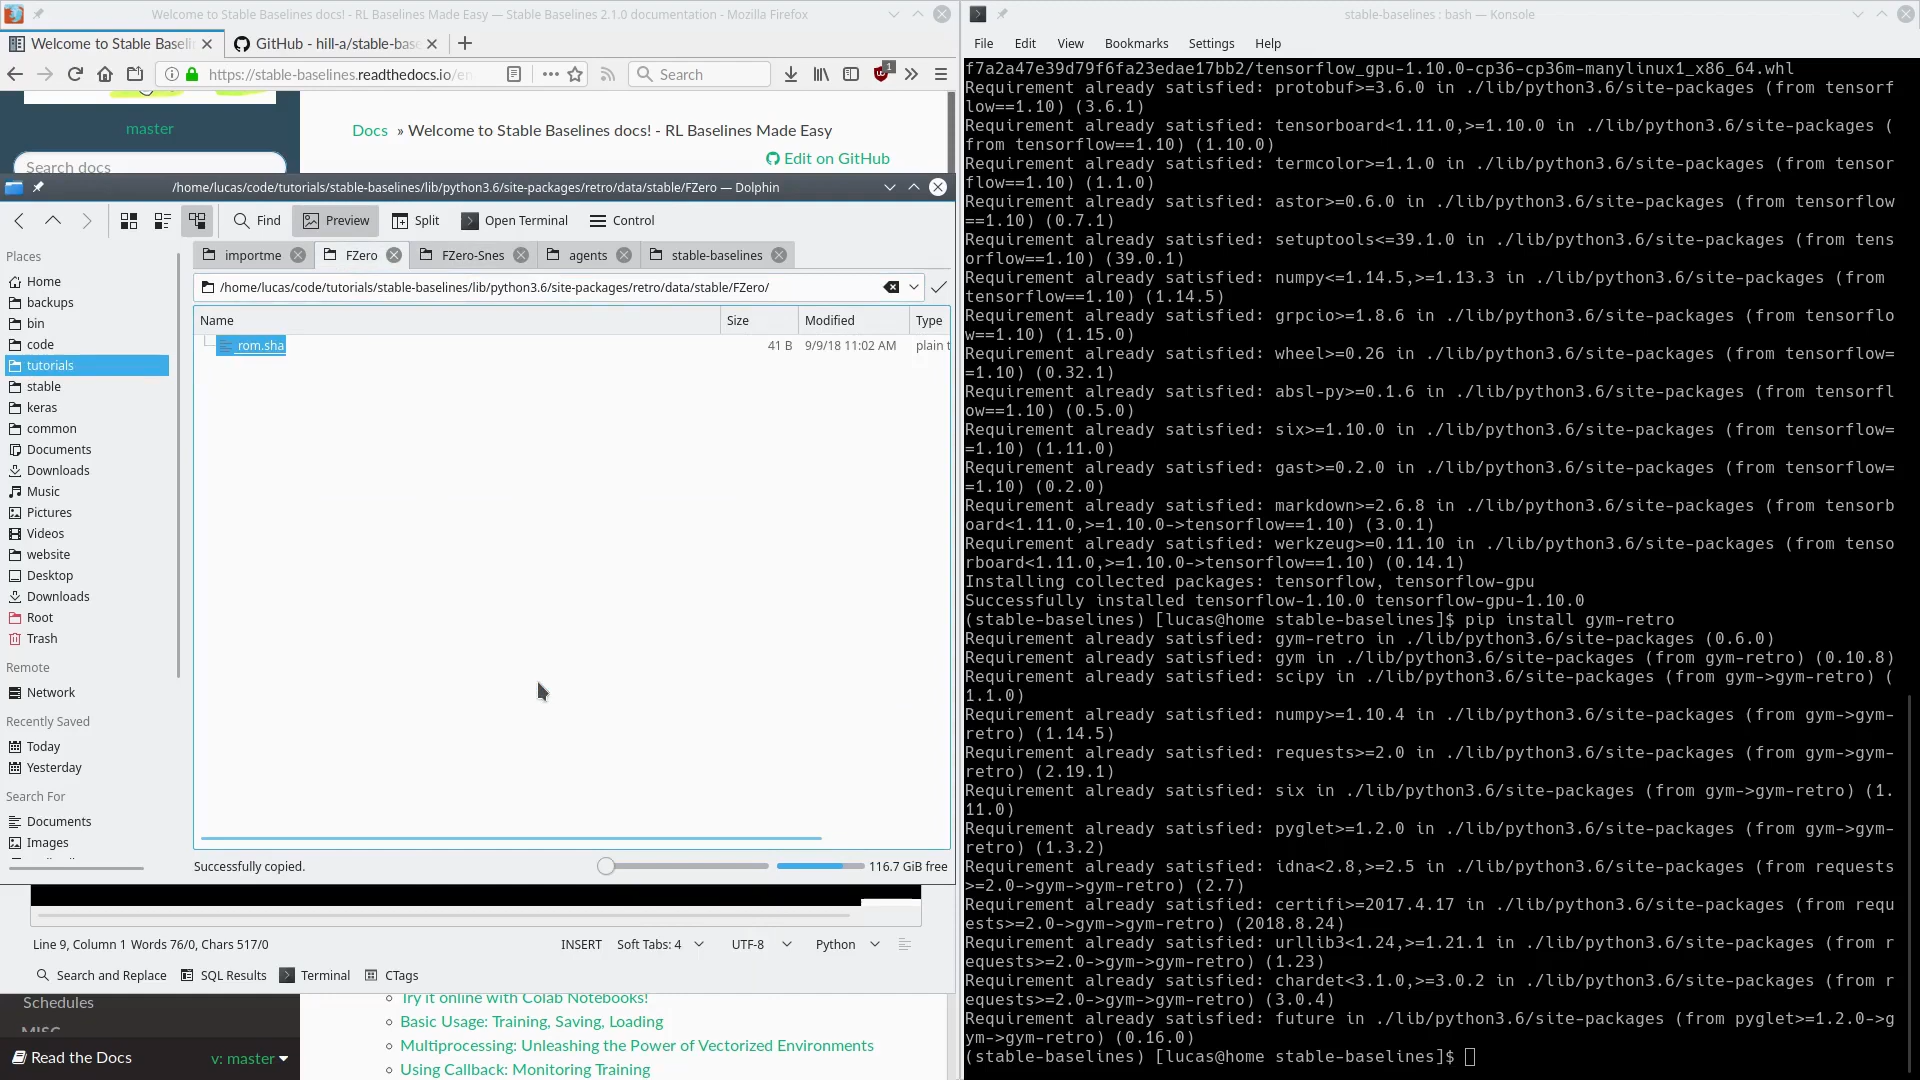 Welcome to Stable Baselines docs! - RL Baselines Made Easy — Stable Baselines 2.1.0 documentation - Mozilla Firefox
Welcome to Stable Baseli
GitHub - hill-a/stable-base
https://stable-baselines.readthedocs.io/en
Search
1
master
Search docs
Docs » Welcome to Stable Baselines docs! - RL Baselines Made Easy
Edit on GitHub
/home/lucas/code/tutorials/stable-baselines/lib/python3.6/site-packages/retro/data/stable/FZero — Dolphin
Find
Preview
Split
Open Terminal
Control
Places
Home
backups
bin
code
tutorials
stable
keras
common
Documents
Downloads
Music
Pictures
Videos
website
Desktop
Downloads
Root
Trash
Remote
Network
Recently Saved
Today
Yesterday
Search For
Documents
Images
importme
FZero
FZero-Snes
agents
stable-baselines
/home/lucas/code/tutorials/stable-baselines/lib/python3.6/site-packages/retro/data/stable/FZero/
Name Size Modified Type
rom.sha 41 B 9/9/18 11:02 AM plain t
Successfully copied.
116.7 GiB free
Line 9, Column 1 Words 76/0, Chars 517/0
INSERT Soft Tabs: 4 UTF-8 Python
Search and Replace SQL Results Terminal CTags
Schedules
MISC
Read the Docs v: master
Try it online with Colab Notebooks!
Basic Usage: Training, Saving, Loading
Multiprocessing: Unleashing the Power of Vectorized Environments
Using Callback: Monitoring Training
stable-baselines : bash — Konsole
File Edit View Bookmarks Settings Help
f7a2a47e39d79f6fa23edae17bb2/tensorflow_gpu-1.10.0-cp36-cp36m-manylinux1_x86_64.whl
Requirement already satisfied: protobuf>=3.6.0 in ./lib/python3.6/site-packages (from tensorf
low==1.10) (3.6.1)
Requirement already satisfied: tensorboard<1.11.0,>=1.10.0 in ./lib/python3.6/site-packages (
from tensorflow==1.10) (1.10.0)
Requirement already satisfied: termcolor>=1.1.0 in ./lib/python3.6/site-packages (from tensor
flow==1.10) (1.1.0)
Requirement already satisfied: astor>=0.6.0 in ./lib/python3.6/site-packages (from tensorflow
==1.10) (0.7.1)
Requirement already satisfied: setuptools<=39.1.0 in ./lib/python3.6/site-packages (from tens
orflow==1.10) (39.0.1)
Requirement already satisfied: numpy<=1.14.5,>=1.13.3 in ./lib/python3.6/site-packages (from
tensorflow==1.10) (1.14.5)
Requirement already satisfied: grpcio>=1.8.6 in ./lib/python3.6/site-packages (from tensorflo
w==1.10) (1.15.0)
Requirement already satisfied: wheel>=0.26 in ./lib/python3.6/site-packages (from tensorflow=
=1.10) (0.32.1)
Requirement already satisfied: absl-py>=0.1.6 in ./lib/python3.6/site-packages (from tensorfl
ow==1.10) (0.5.0)
Requirement already satisfied: six>=1.10.0 in ./lib/python3.6/site-packages (from tensorflow=
=1.10) (1.11.0)
Requirement already satisfied: gast>=0.2.0 in ./lib/python3.6/site-packages (from tensorflow=
=1.10) (0.2.0)
Requirement already satisfied: markdown>=2.6.8 in ./lib/python3.6/site-packages (from tensorb
oard<1.11.0,>=1.10.0->tensorflow==1.10) (3.0.1)
Requirement already satisfied: werkzeug>=0.11.10 in ./lib/python3.6/site-packages (from tenso
rboard<1.11.0,>=1.10.0->tensorflow==1.10) (0.14.1)
Installing collected packages: tensorflow, tensorflow-gpu
Successfully installed tensorflow-1.10.0 tensorflow-gpu-1.10.0
(stable-baselines) [lucas@home stable-baselines]$ pip install gym-retro
Requirement already satisfied: gym-retro in ./lib/python3.6/site-packages (0.6.0)
Requirement already satisfied: gym in ./lib/python3.6/site-packages (from gym-retro) (0.10.8)
Requirement already satisfied: scipy in ./lib/python3.6/site-packages (from gym->gym-retro) (
1.1.0)
Requirement already satisfied: numpy>=1.10.4 in ./lib/python3.6/site-packages (from gym->gym-
retro) (1.14.5)
Requirement already satisfied: requests>=2.0 in ./lib/python3.6/site-packages (from gym->gym-
retro) (2.19.1)
Requirement already satisfied: six in ./lib/python3.6/site-packages (from gym->gym-retro) (1.
11.0)
Requirement already satisfied: pyglet>=1.2.0 in ./lib/python3.6/site-packages (from gym->gym-
retro) (1.3.2)
Requirement already satisfied: idna<2.8,>=2.5 in ./lib/python3.6/site-packages (from requests
>=2.0->gym->gym-retro) (2.7)
Requirement already satisfied: certifi>=2017.4.17 in ./lib/python3.6/site-packages (from requ
ests>=2.0->gym->gym-retro) (2018.8.24)
Requirement already satisfied: urllib3<1.24,>=1.21.1 in ./lib/python3.6/site-packages (from r
equests>=2.0->gym->gym-retro) (1.23)
Requirement already satisfied: chardet<3.1.0,>=3.0.2 in ./lib/python3.6/site-packages (from r
equests>=2.0->gym->gym-retro) (3.0.4)
Requirement already satisfied: future in ./lib/python3.6/site-packages (from pyglet>=1.2.0->g
ym->gym-retro) (0.16.0)
(stable-baselines) [lucas@home stable-baselines]$